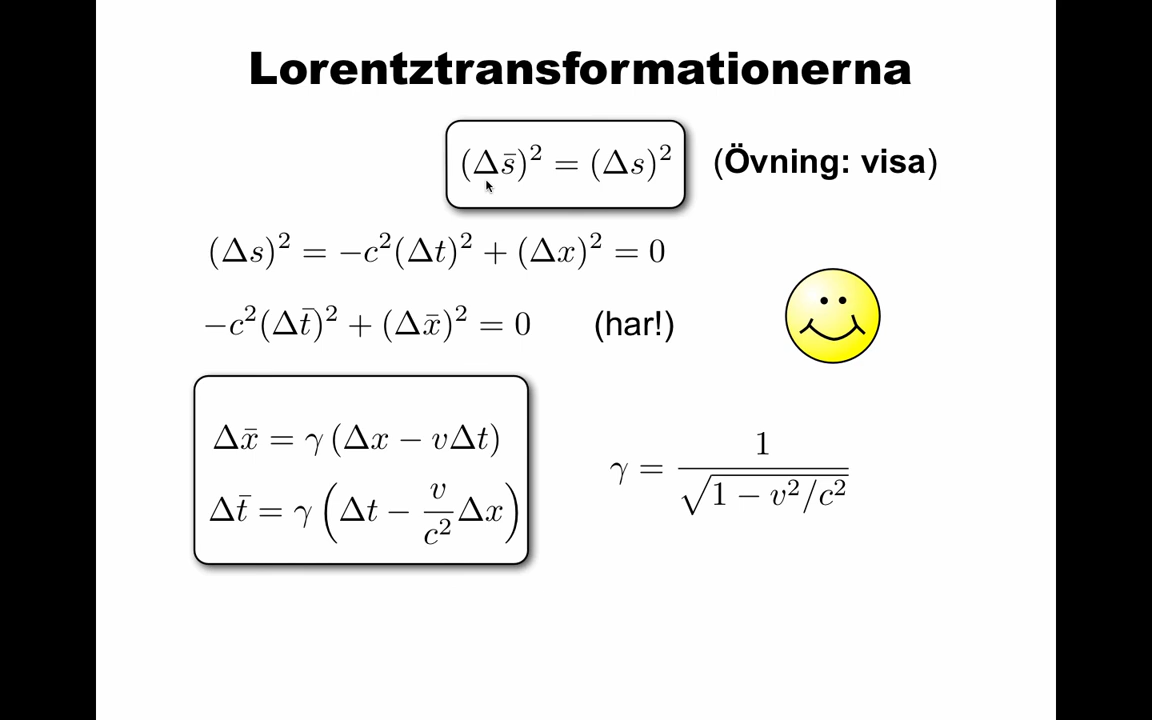 Lorentztransformationerna
(Δs̄)² = (Δs)² (Övning: visa)
(Δs)² = −c²(Δt)² + (Δx)² = 0
−c²(Δt̄)² + (Δx̄)² = 0 (har!)
Δx̄ = γ (Δx − vΔt)
Δt̄ = γ (Δt − v/c² Δx)
γ = 1/√(1 − v²/c²)